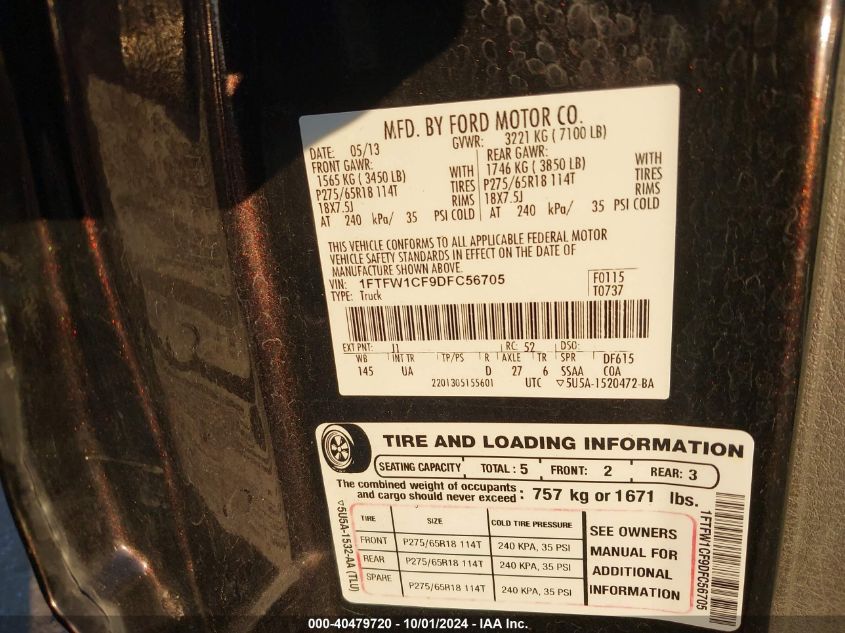 MFD. BY FORD MOTOR CO.
DATE: 05/13 GVWR: 3221 KG ( 7100 LB)
FRONT GAWR: REAR GAWR:
1565 KG ( 3450 LB) WITH 1746 KG ( 3850 LB) WITH
P275/65R18 114T TIRES P275/65R18 114T TIRES
18X7.5J RIMS 18X7.5J RIMS
AT 240 kPa/ 35 PSI COLD AT 240 kPa/ 35 PSI COLD
THIS VEHICLE CONFORMS TO ALL APPLICABLE FEDERAL MOTOR
VEHICLE SAFETY STANDARDS IN EFFECT ON THE DATE OF
MANUFACTURE SHOWN ABOVE.
VIN: 1FTFW1CF9DFC56705 F0115
TYPE: Truck T0737
EXT PNT: J1 RC: 52 DSO:
WB INT TR TP/PS R AXLE TR SPR DF615
145 UA D 27 6 SSAA COA
2201305155601 UTC ▽5U5A-1520472-BA
TIRE AND LOADING INFORMATION
SEATING CAPACITY TOTAL : 5 FRONT: 2 REAR: 3
The combined weight of occupants
and cargo should never exceed : 757 kg or 1671 lbs.
TIRE SIZE COLD TIRE PRESSURE
FRONT P275/65R18 114T 240 KPA, 35 PSI
REAR P275/65R18 114T 240 KPA, 35 PSI
SPARE P275/65R18 114T 240 KPA, 35 PSI
SEE OWNERS
MANUAL FOR
ADDITIONAL
INFORMATION
▽5U5A-1532-AA (TLU)
1FTFW1CF9DFC56705
000-40479720 - 10/01/2024 - IAA Inc.